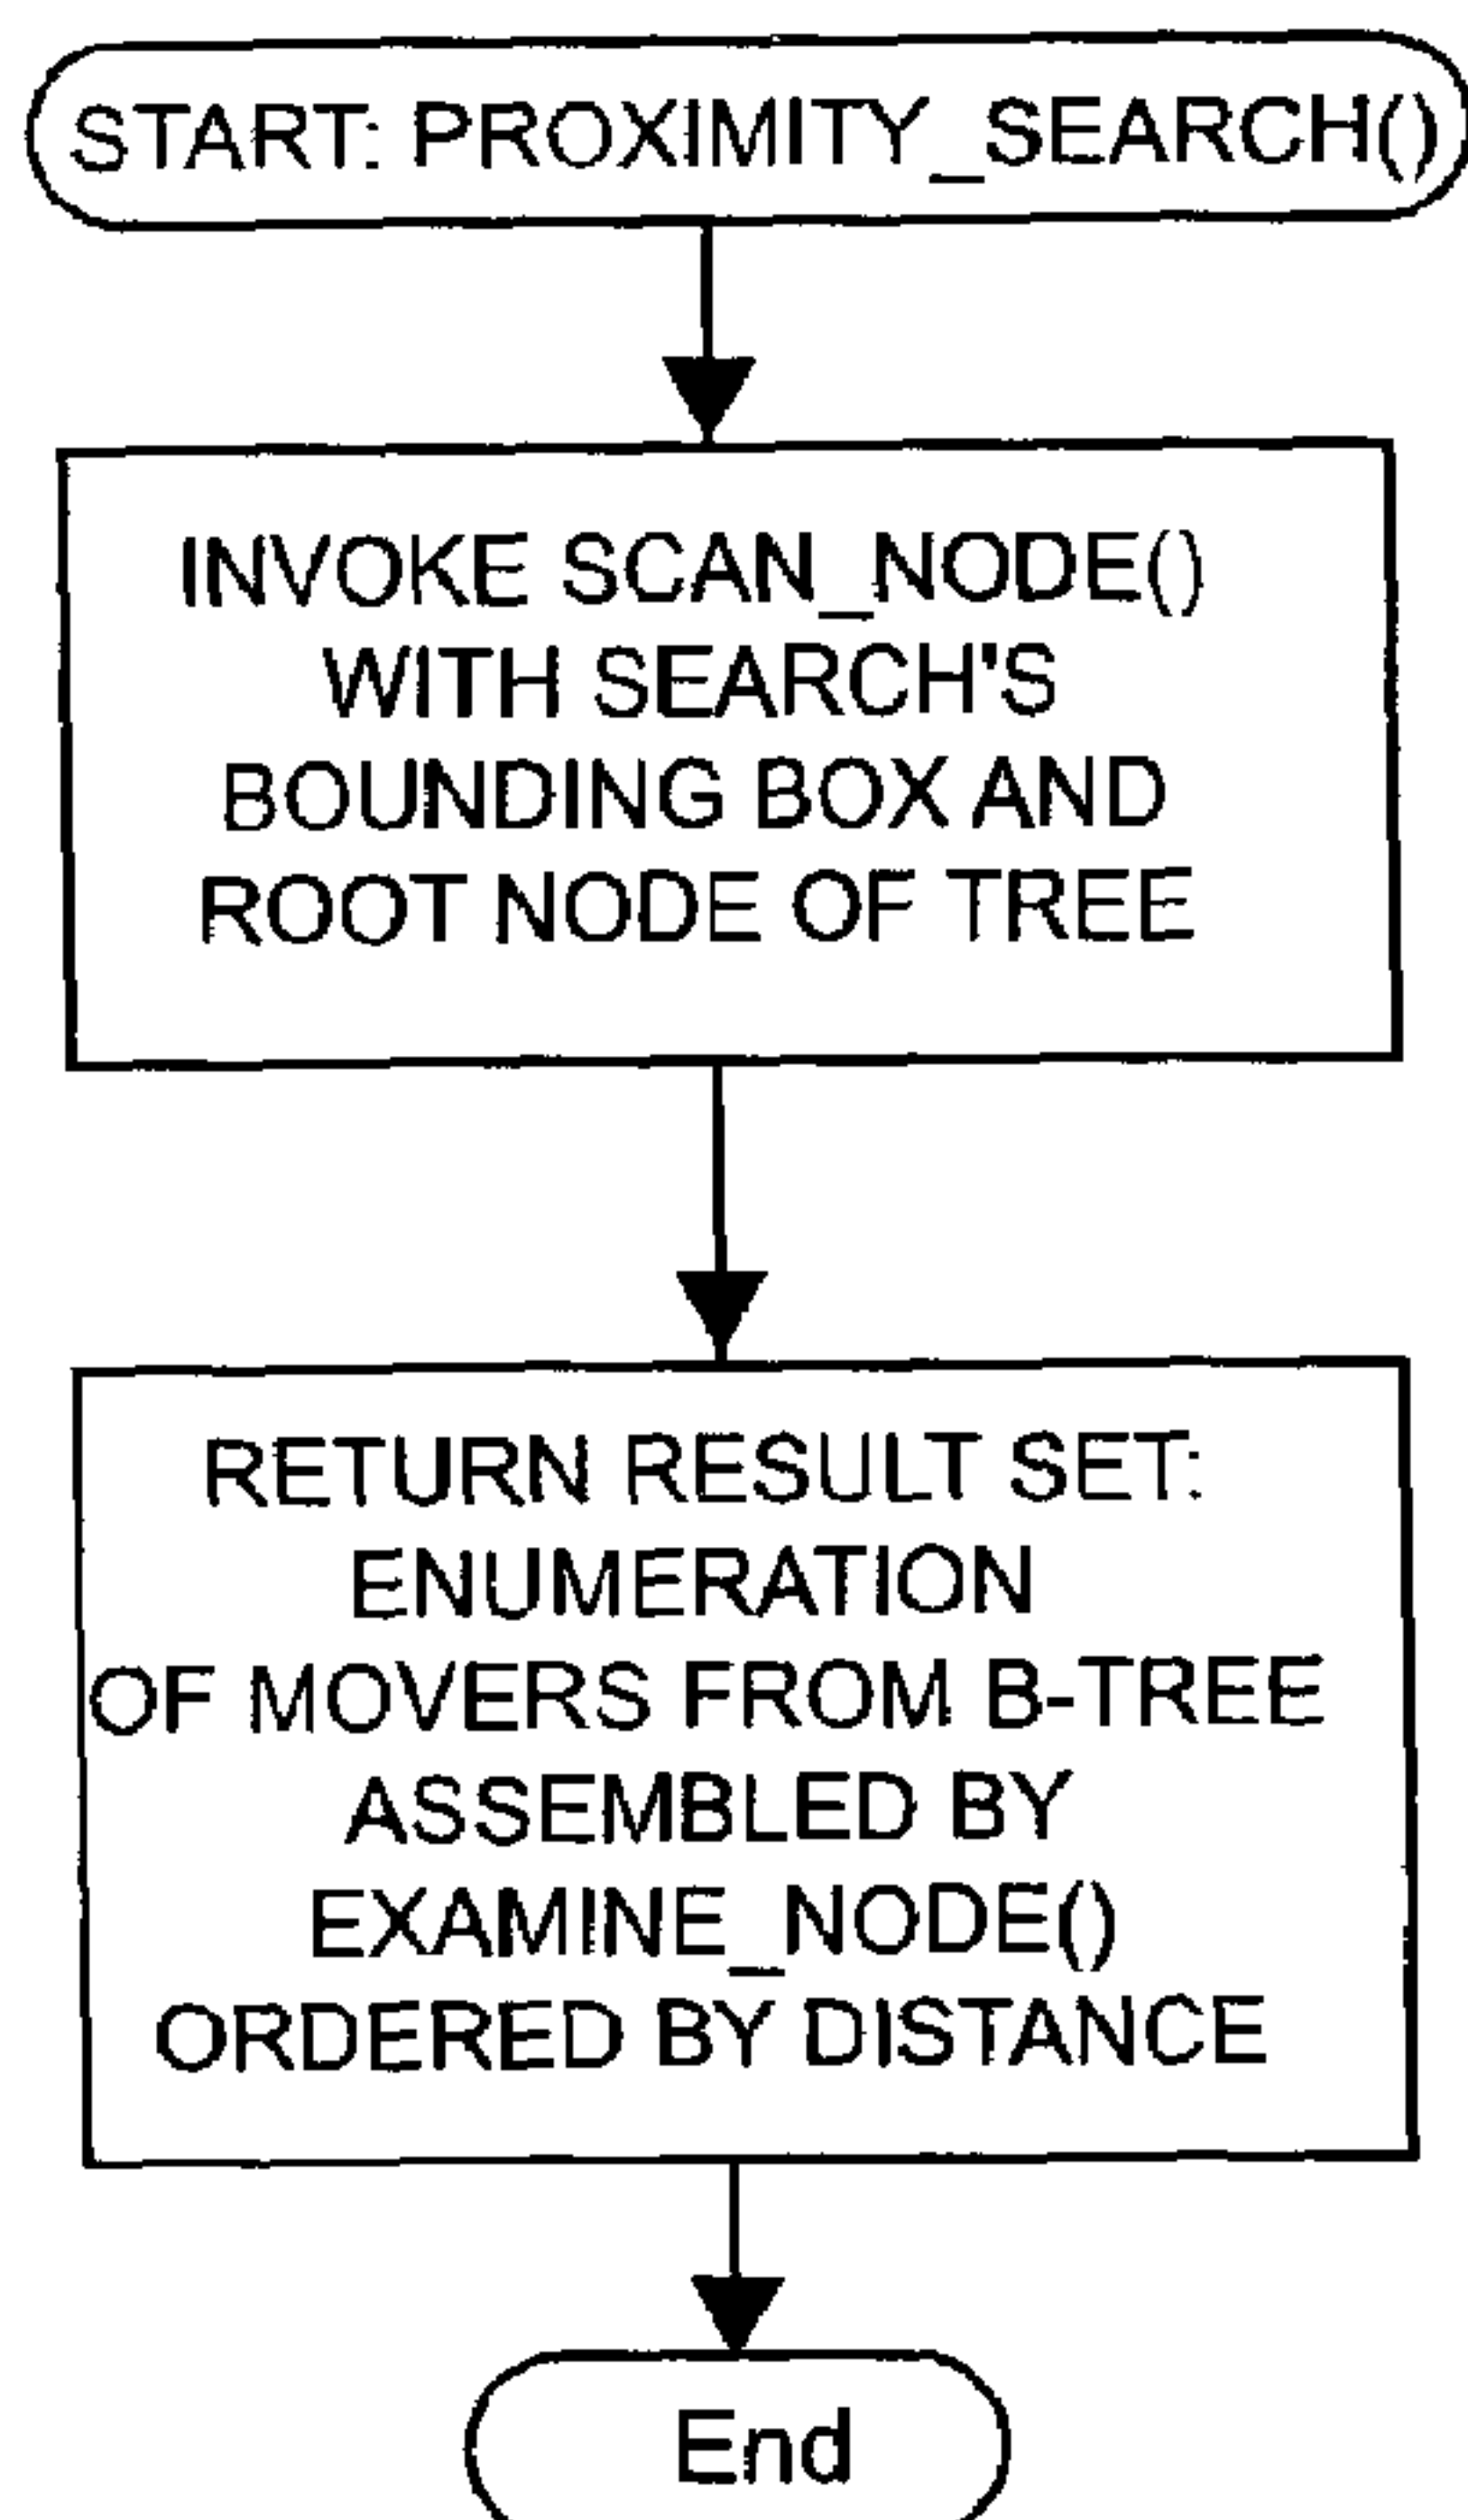 START: PROXIMITY_SEARCH()
INVOKE SCAN_NODE()
WITH SEARCH'S
BOUNDING BOX AND
ROOT NODE OF TREE
RETURN RESULT SET:
ENUMERATION
OF MOVERS FROM B-TREE
ASSEMBLED BY
EXAMINE_NODE()
ORDERED BY DISTANCE
End